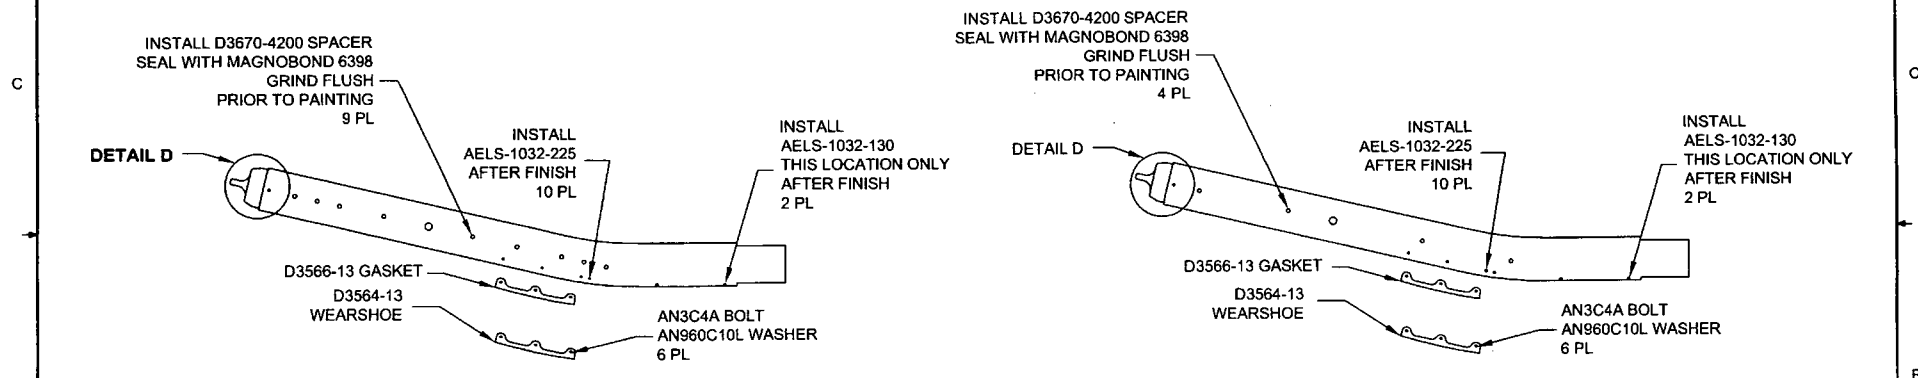 INSTALL D3670-4200 SPACER
SEAL WITH MAGNOBOND 6398
GRIND FLUSH
PRIOR TO PAINTING
9 PL
INSTALL
AELS-1032-225
AFTER FINISH
10 PL
INSTALL
AELS-1032-130
THIS LOCATION ONLY
AFTER FINISH
2 PL
C
DETAIL D
D3566-13 GASKET
D3564-13
WEARSHOE
AN3C4A BOLT
AN960C10L WASHER
6 PL
INSTALL D3670-4200 SPACER
SEAL WITH MAGNOBOND 6398
GRIND FLUSH
PRIOR TO PAINTING
4 PL
INSTALL
AELS-1032-225
AFTER FINISH
10 PL
INSTALL
AELS-1032-130
THIS LOCATION ONLY
AFTER FINISH
2 PL
DETAIL D
D3566-13 GASKET
D3564-13
WEARSHOE
AN3C4A BOLT
AN960C10L WASHER
6 PL